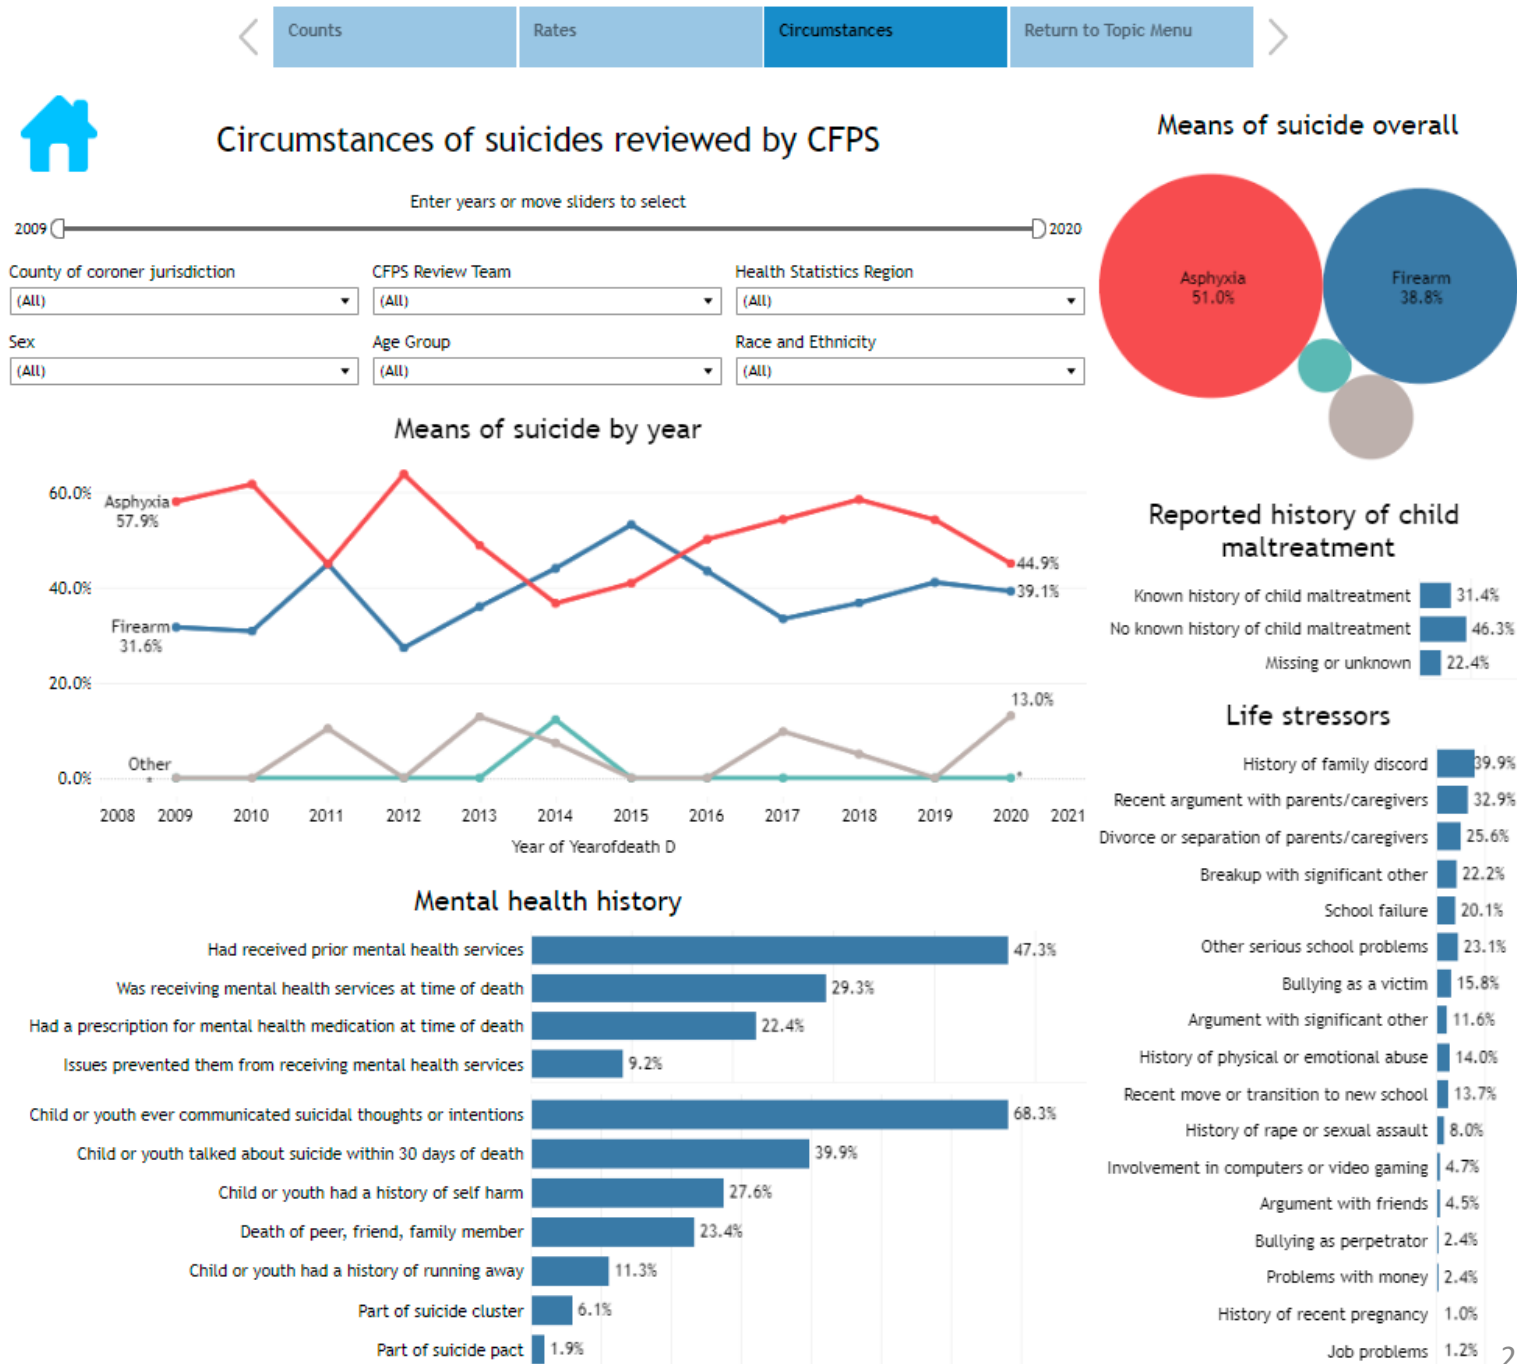 Counts
Rates
Circumstances
Return to Topic Menu
Circumstances of suicides reviewed by CFPS
Enter years or move sliders to select
2009
2020
County of coroner jurisdiction
CFPS Review Team
Health Statistics Region
(All)
(All)
(All)
Sex
Age Group
Race and Ethnicity
(All)
(All)
(All)
Means of suicide by year
60.0%
40.0%
20.0%
0.0%
Asphyxia
57.9%
Firearm
31.6%
Other
*
44.9%
39.1%
13.0%
*
2008 2009 2010 2011 2012 2013 2014 2015 2016 2017 2018 2019 2020 2021
Year of Yearofdeath D
Mental health history
Had received prior mental health services 47.3%
Was receiving mental health services at time of death 29.3%
Had a prescription for mental health medication at time of death 22.4%
Issues prevented them from receiving mental health services 9.2%
Child or youth ever communicated suicidal thoughts or intentions 68.3%
Child or youth talked about suicide within 30 days of death 39.9%
Child or youth had a history of self harm 27.6%
Death of peer, friend, family member 23.4%
Child or youth had a history of running away 11.3%
Part of suicide cluster 6.1%
Part of suicide pact 1.9%
Means of suicide overall
Asphyxia
51.0%
Firearm
38.8%
Reported history of child
maltreatment
Known history of child maltreatment 31.4%
No known history of child maltreatment 46.3%
Missing or unknown 22.4%
Life stressors
History of family discord 39.9%
Recent argument with parents/caregivers 32.9%
Divorce or separation of parents/caregivers 25.6%
Breakup with significant other 22.2%
School failure 20.1%
Other serious school problems 23.1%
Bullying as a victim 15.8%
Argument with significant other 11.6%
History of physical or emotional abuse 14.0%
Recent move or transition to new school 13.7%
History of rape or sexual assault 8.0%
Involvement in computers or video gaming 4.7%
Argument with friends 4.5%
Bullying as perpetrator 2.4%
Problems with money 2.4%
History of recent pregnancy 1.0%
Job problems 1.2%
2